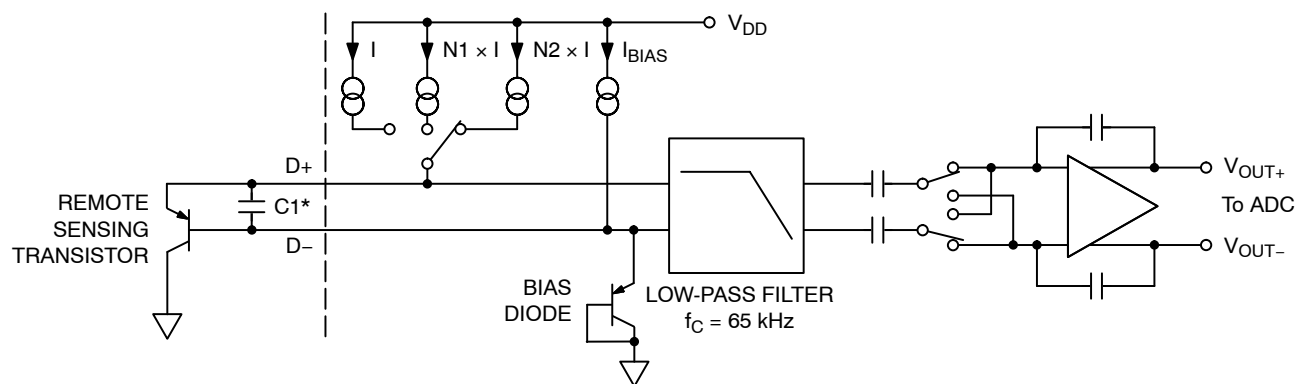 V_DD
I
N1 × I
N2 × I
I_BIAS
D+
REMOTE
SENSING
TRANSISTOR
C1*
D−
BIAS
DIODE
LOW-PASS FILTER
f_C = 65 kHz
V_OUT+
To ADC
V_OUT−